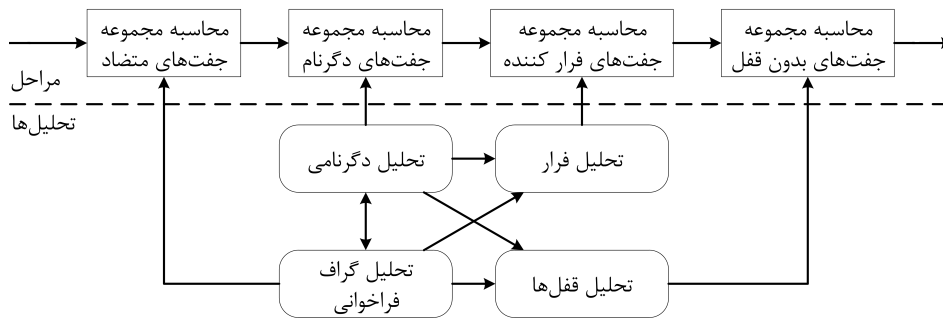 محاسبه مجموعه
جفت‌های متضاد
محاسبه مجموعه
جفت‌های دگرنام
محاسبه مجموعه
جفت‌های فرار کننده
محاسبه مجموعه
جفت‌های بدون قفل
مراحل
تحلیل‌ها
تحلیل دگرنامی
تحلیل فرار
تحلیل گراف
فراخوانی
تحلیل قفل‌ها